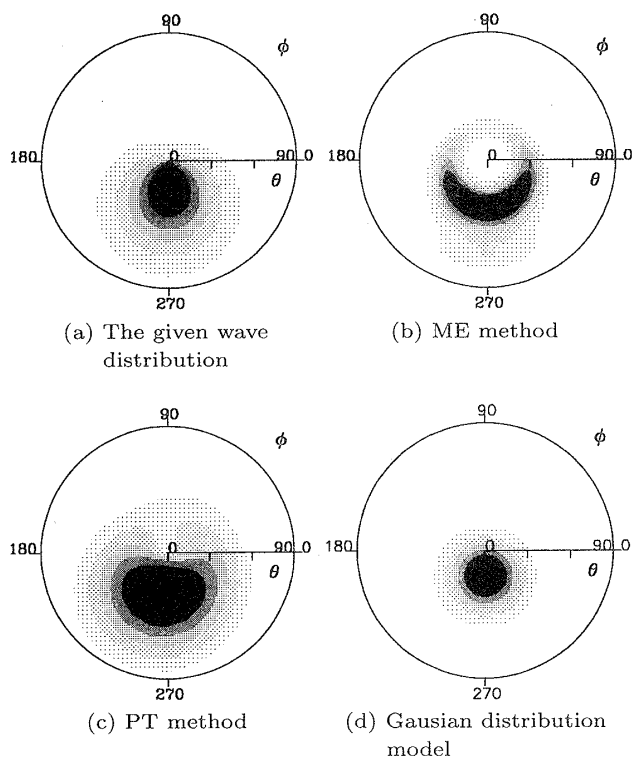 90
φ
180
0
90.0
θ
270
(a) The given wave
distribution
90
φ
180
0
90.0
θ
270
(b) ME method
90
φ
180
0
90.0
θ
270
(c) PT method
90
φ
180
0
90.0
θ
270
(d) Gausian distribution
model